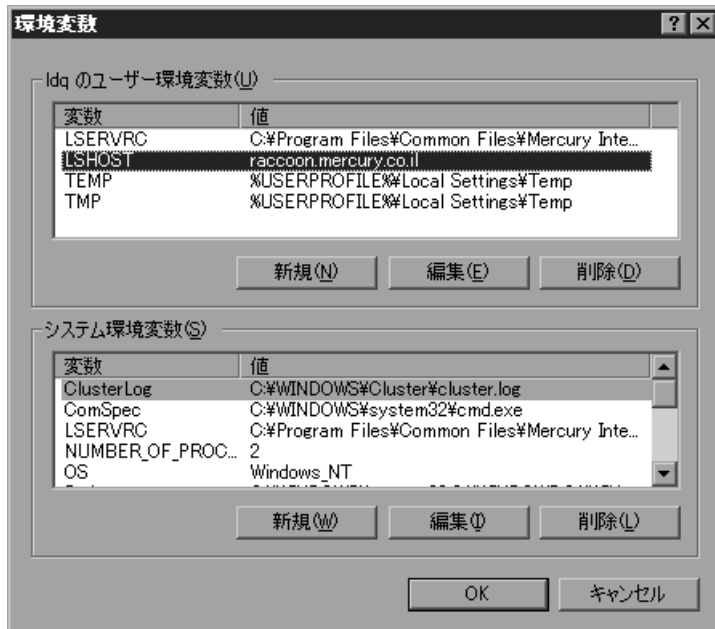 環境変数
ldq のユーザー環境変数(U)
変数 値
LSERVRC C:¥Program Files¥Common Files¥Mercury Inte...
LSHOST raccoon.mercury.co.il
TEMP %USERPROFILE%¥Local Settings¥Temp
TMP %USERPROFILE%¥Local Settings¥Temp
新規(N) 編集(E) 削除(D)
システム環境変数(S)
変数 値
ClusterLog C:¥WINDOWS¥Cluster¥cluster.log
ComSpec C:¥WINDOWS¥system32¥cmd.exe
LSERVRC C:¥Program Files¥Common Files¥Mercury Inte...
NUMBER_OF_PROC... 2
OS Windows_NT
新規(W) 編集(I) 削除(L)
OK キャンセル